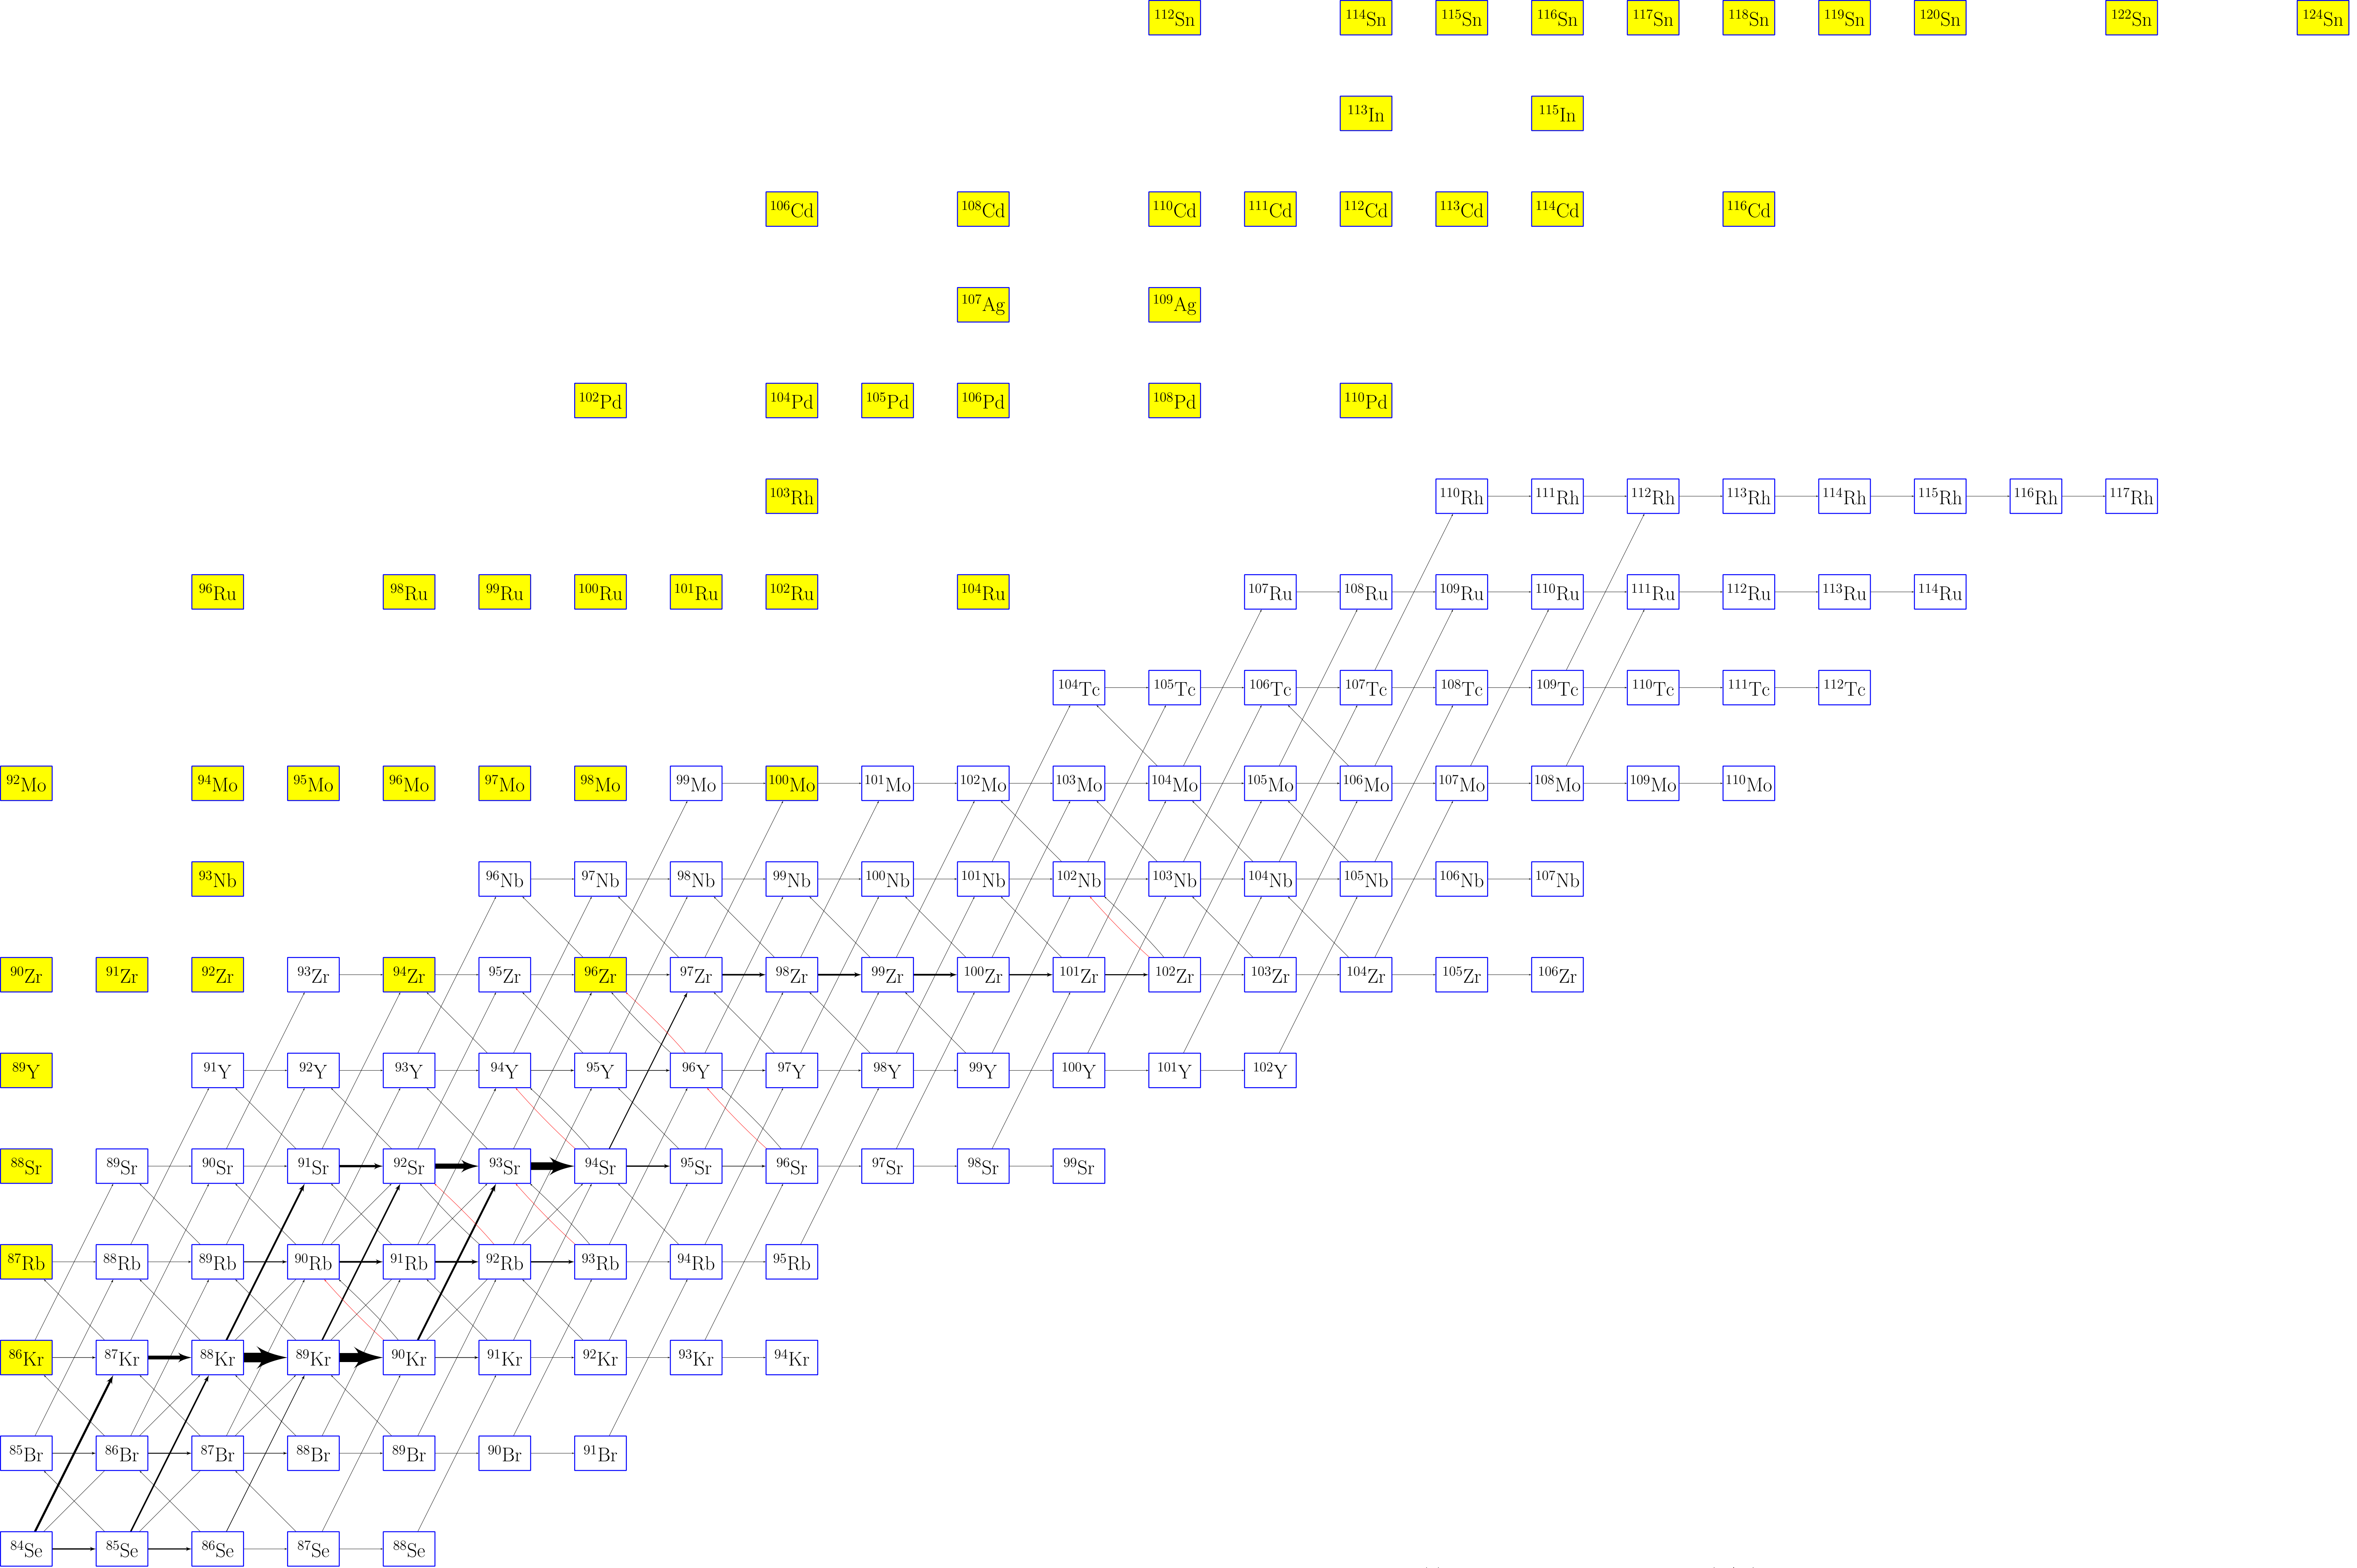 ¹¹²Sn ¹¹⁴Sn ¹¹⁵Sn ¹¹⁶Sn ¹¹⁷Sn ¹¹⁸Sn ¹¹⁹Sn ¹²⁰Sn ¹²²Sn ¹²⁴Sn
¹¹³In ¹¹⁵In
¹⁰⁶Cd ¹⁰⁸Cd ¹¹⁰Cd ¹¹¹Cd ¹¹²Cd ¹¹³Cd ¹¹⁴Cd ¹¹⁶Cd
¹⁰⁷Ag ¹⁰⁹Ag
¹⁰²Pd ¹⁰⁴Pd ¹⁰⁵Pd ¹⁰⁶Pd ¹⁰⁸Pd ¹¹⁰Pd
¹⁰³Rh ¹¹⁰Rh ¹¹¹Rh ¹¹²Rh ¹¹³Rh ¹¹⁴Rh ¹¹⁵Rh ¹¹⁶Rh ¹¹⁷Rh
⁹⁶Ru ⁹⁸Ru ⁹⁹Ru ¹⁰⁰Ru ¹⁰¹Ru ¹⁰²Ru ¹⁰⁴Ru ¹⁰⁷Ru ¹⁰⁸Ru ¹⁰⁹Ru ¹¹⁰Ru ¹¹¹Ru ¹¹²Ru ¹¹³Ru ¹¹⁴Ru
¹⁰⁴Tc ¹⁰⁵Tc ¹⁰⁶Tc ¹⁰⁷Tc ¹⁰⁸Tc ¹⁰⁹Tc ¹¹⁰Tc ¹¹¹Tc ¹¹²Tc
⁹²Mo ⁹⁴Mo ⁹⁵Mo ⁹⁶Mo ⁹⁷Mo ⁹⁸Mo ⁹⁹Mo ¹⁰⁰Mo ¹⁰¹Mo ¹⁰²Mo ¹⁰³Mo ¹⁰⁴Mo ¹⁰⁵Mo ¹⁰⁶Mo ¹⁰⁷Mo ¹⁰⁸Mo ¹⁰⁹Mo ¹¹⁰Mo
⁹³Nb ⁹⁶Nb ⁹⁷Nb ⁹⁸Nb ⁹⁹Nb ¹⁰⁰Nb ¹⁰¹Nb ¹⁰²Nb ¹⁰³Nb ¹⁰⁴Nb ¹⁰⁵Nb ¹⁰⁶Nb ¹⁰⁷Nb
⁹⁰Zr ⁹¹Zr ⁹²Zr ⁹³Zr ⁹⁴Zr ⁹⁵Zr ⁹⁶Zr ⁹⁷Zr ⁹⁸Zr ⁹⁹Zr ¹⁰⁰Zr ¹⁰¹Zr ¹⁰²Zr ¹⁰³Zr ¹⁰⁴Zr ¹⁰⁵Zr ¹⁰⁶Zr
⁸⁹Y ⁹¹Y ⁹²Y ⁹³Y ⁹⁴Y ⁹⁵Y ⁹⁶Y ⁹⁷Y ⁹⁸Y ⁹⁹Y ¹⁰⁰Y ¹⁰¹Y ¹⁰²Y
⁸⁸Sr ⁸⁹Sr ⁹⁰Sr ⁹¹Sr ⁹²Sr ⁹³Sr ⁹⁴Sr ⁹⁵Sr ⁹⁶Sr ⁹⁷Sr ⁹⁸Sr ⁹⁹Sr
⁸⁷Rb ⁸⁸Rb ⁸⁹Rb ⁹⁰Rb ⁹¹Rb ⁹²Rb ⁹³Rb ⁹⁴Rb ⁹⁵Rb
⁸⁶Kr ⁸⁷Kr ⁸⁸Kr ⁸⁹Kr ⁹⁰Kr ⁹¹Kr ⁹²Kr ⁹³Kr ⁹⁴Kr
⁸⁵Br ⁸⁶Br ⁸⁷Br ⁸⁸Br ⁸⁹Br ⁹⁰Br ⁹¹Br
⁸⁴Se ⁸⁵Se ⁸⁶Se ⁸⁷Se ⁸⁸Se